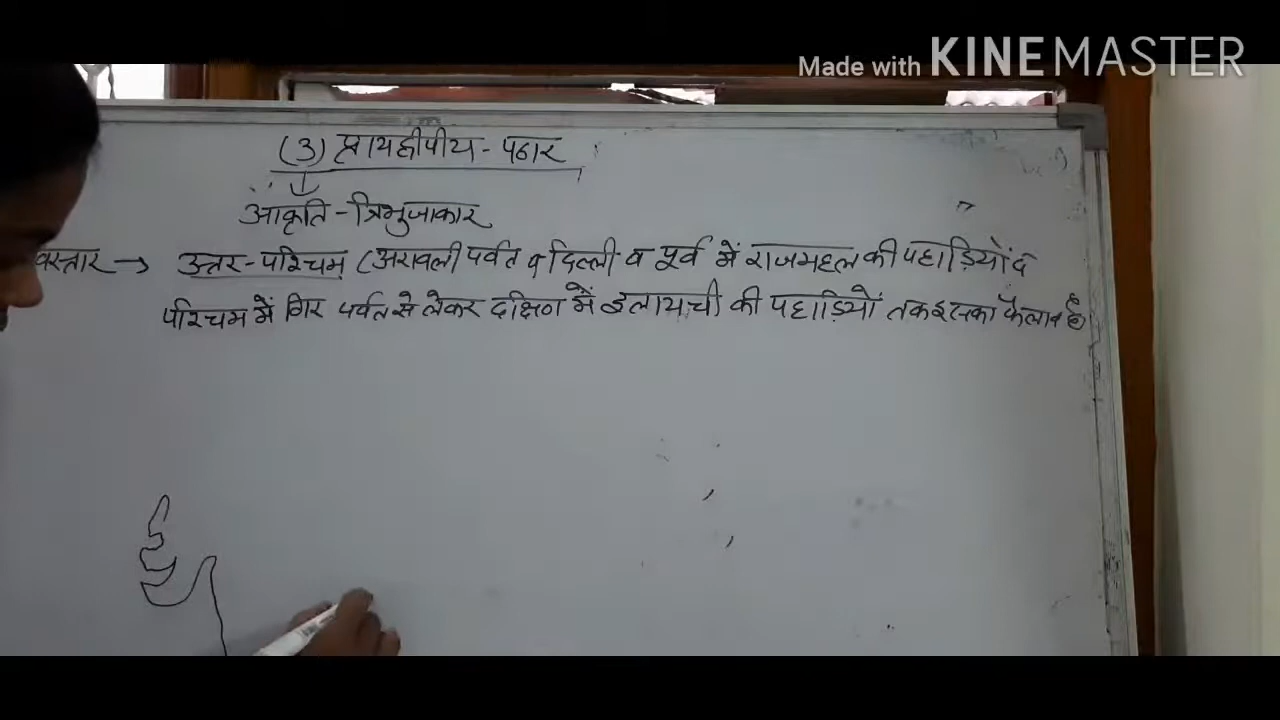 Made with KINEMASTER
(3) प्रायद्वीपीय-पठार
आकृति-त्रिभुजाकार
वस्तार → उत्तर-पश्चिम (अरावली पर्वत व दिल्ली व पूर्व में राजमहल की पहाड़ियों व
पश्चिम में गिर पर्वत से लेकर दक्षिण में इलायची की पहाड़ियों तक इसका फैलाव है